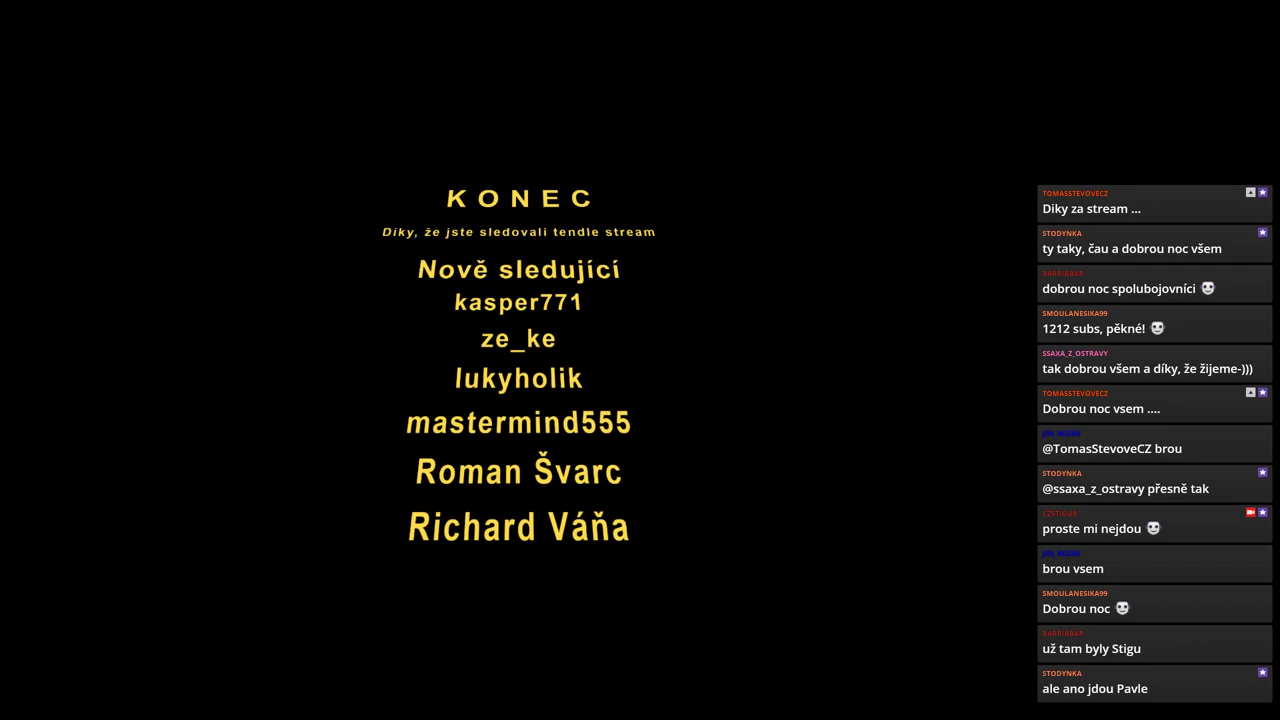 K O N E C
Díky, že jste sledovali tendle stream
Nově sledující
kasper771
ze_ke
lukyholik
mastermind555
Roman Švarc
Richard Váňa
TOMASSTEVOVECZ
Diky za stream ...
STODYNKA
ty taky, čau a dobrou noc všem
BARRIABAR
dobrou noc spolubojovníci
SMOULANESIKA99
1212 subs, pěkné!
SSAXA_Z_OSTRAVY
tak dobrou všem a díky, že žijeme-)))
TOMASSTEVOVECZ
Dobrou noc vsem ....
@TomasStevoveCZ brou
STODYNKA
@ssaxa_z_ostravy přesně tak
CZSTIGUR
proste mi nejdou
brou vsem
SMOULANESIKA99
Dobrou noc
BARRIABAR
už tam byly Stigu
STODYNKA
ale ano jdou Pavle